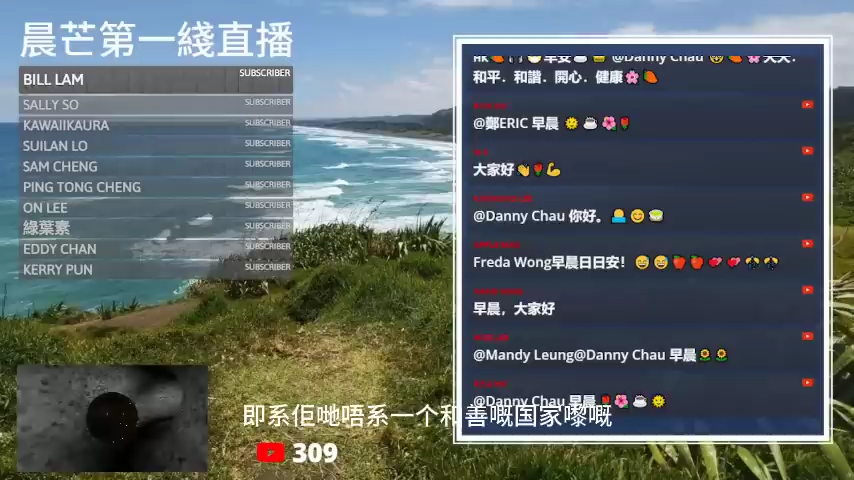 晨芒第一綫直播
BILL LAM SUBSCRIBER
SALLY SO SUBSCRIBER
KAWAIIKAURA SUBSCRIBER
SUILAN LO SUBSCRIBER
SAM CHENG SUBSCRIBER
PING TONG CHENG SUBSCRIBER
ON LEE SUBSCRIBER
綠葉素 SUBSCRIBER
EDDY CHAN SUBSCRIBER
KERRY PUN SUBSCRIBER
HK🍊 早安 @Danny Chau 天天.
和平．和諧．開心．健康🌸🍊
@鄭ERIC 早晨 🌞☕🌺🌹
大家好👏🌹💪
@Danny Chau 你好。
Freda Wong早晨日日安！
早晨，大家好
@Mandy Leung@Danny Chau 早晨🌻🌻
@Danny Chau 早晨🌹🌺☕🌞
即系佢哋唔系一个和善嘅国家嚟嘅
309